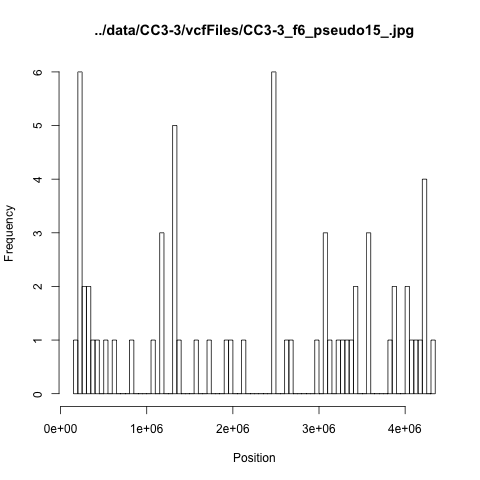 ../data/CC3-3/vcfFiles/CC3-3_f6_pseudo15_.jpg
Frequency
6
5
4
3
2
1
0
0e+00 1e+06 2e+06 3e+06 4e+06
Position